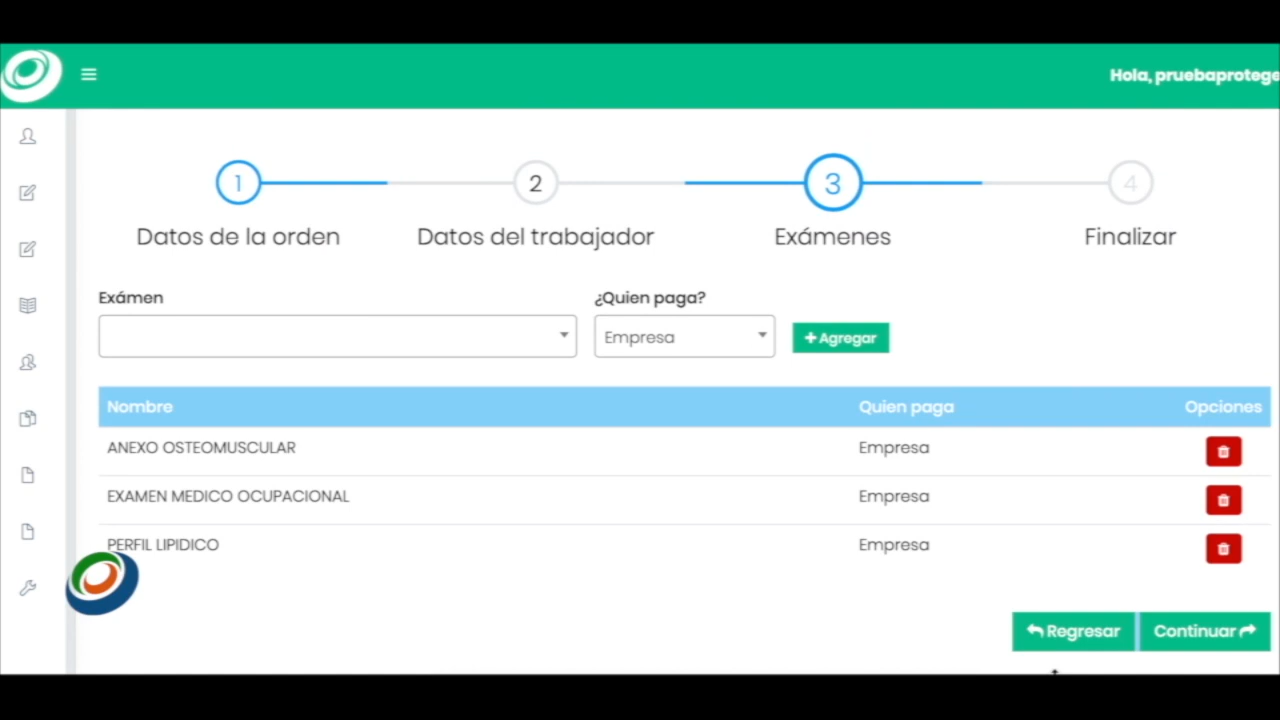 Hola, pruebaprotege
1
2
3
4
Datos de la orden
Datos del trabajador
Exámenes
Finalizar
Exámen
¿Quien paga?
Empresa
Agregar
Nombre
Quien paga
Opciones
ANEXO OSTEOMUSCULAR
Empresa
EXAMEN MEDICO OCUPACIONAL
Empresa
PERFIL LIPIDICO
Empresa
Regresar
Continuar